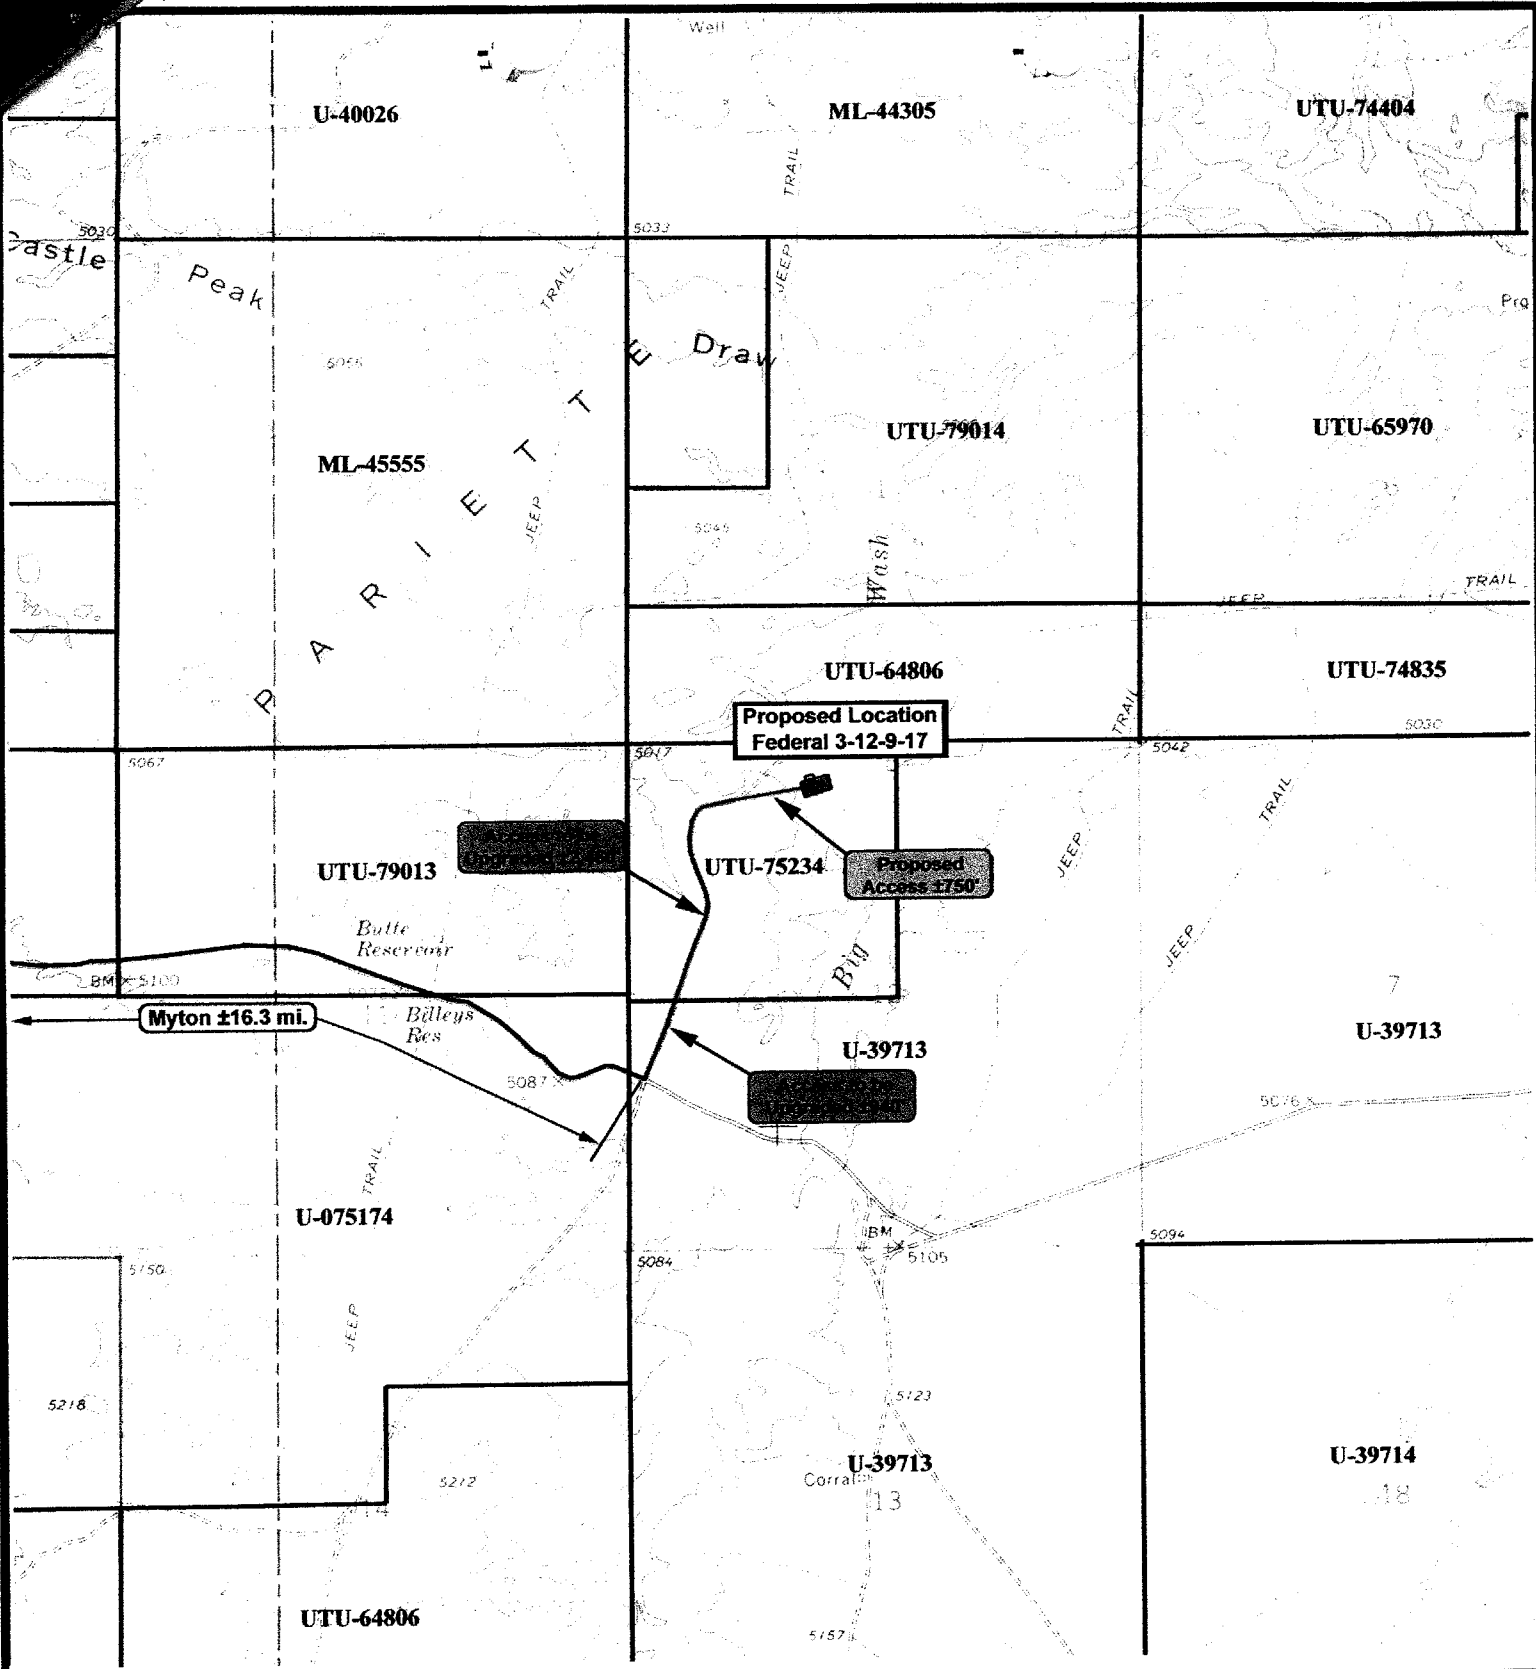 Well
U-40026
ML-44305
UTU-74404
TRAIL
5030
5033
Castle
Peak
TRAIL
JEEP
Draw
5055
ML-45555
PARIETTE
JEEP
UTU-79014
UTU-65970
5045
Wash
JEEP
TRAIL
UTU-64806
UTU-74835
Proposed Location
Federal 3-12-9-17
TRAIL
5030
5067
5017
5042
UTU-79013
UTU-75234
Proposed
Access ±750'
JEEP
TRAIL
Butte
Reservoir
Big
JEEP
BM 5100
7
Myton ±16.3 mi.
Billeys
Res
U-39713
U-39713
5087
5076
TRAIL
U-075174
BM
5105
5094
5150
5084
JEEP
5218
5123
5212
U-39713
U-39714
Corral
13
18
14
UTU-64806
5157